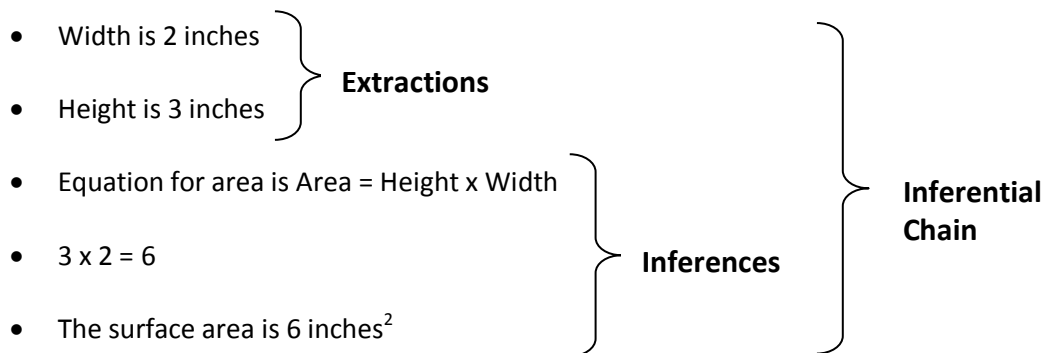 • Width is 2 inches
Extractions
• Height is 3 inches
• Equation for area is Area = Height x Width
Inferential
Chain
• 3 x 2 = 6
Inferences
• The surface area is 6 inches²